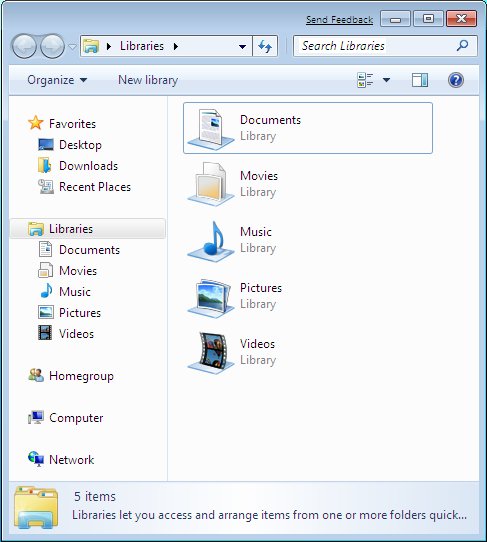 Send Feedback
Libraries
Search Libraries
Organize
New library
Favorites
Desktop
Downloads
Recent Places
Libraries
Documents
Movies
Music
Pictures
Videos
Homegroup
Computer
Network
Documents
Library
Movies
Library
Music
Library
Pictures
Library
Videos
Library
5 items
Libraries let you access and arrange items from one or more folders quick...